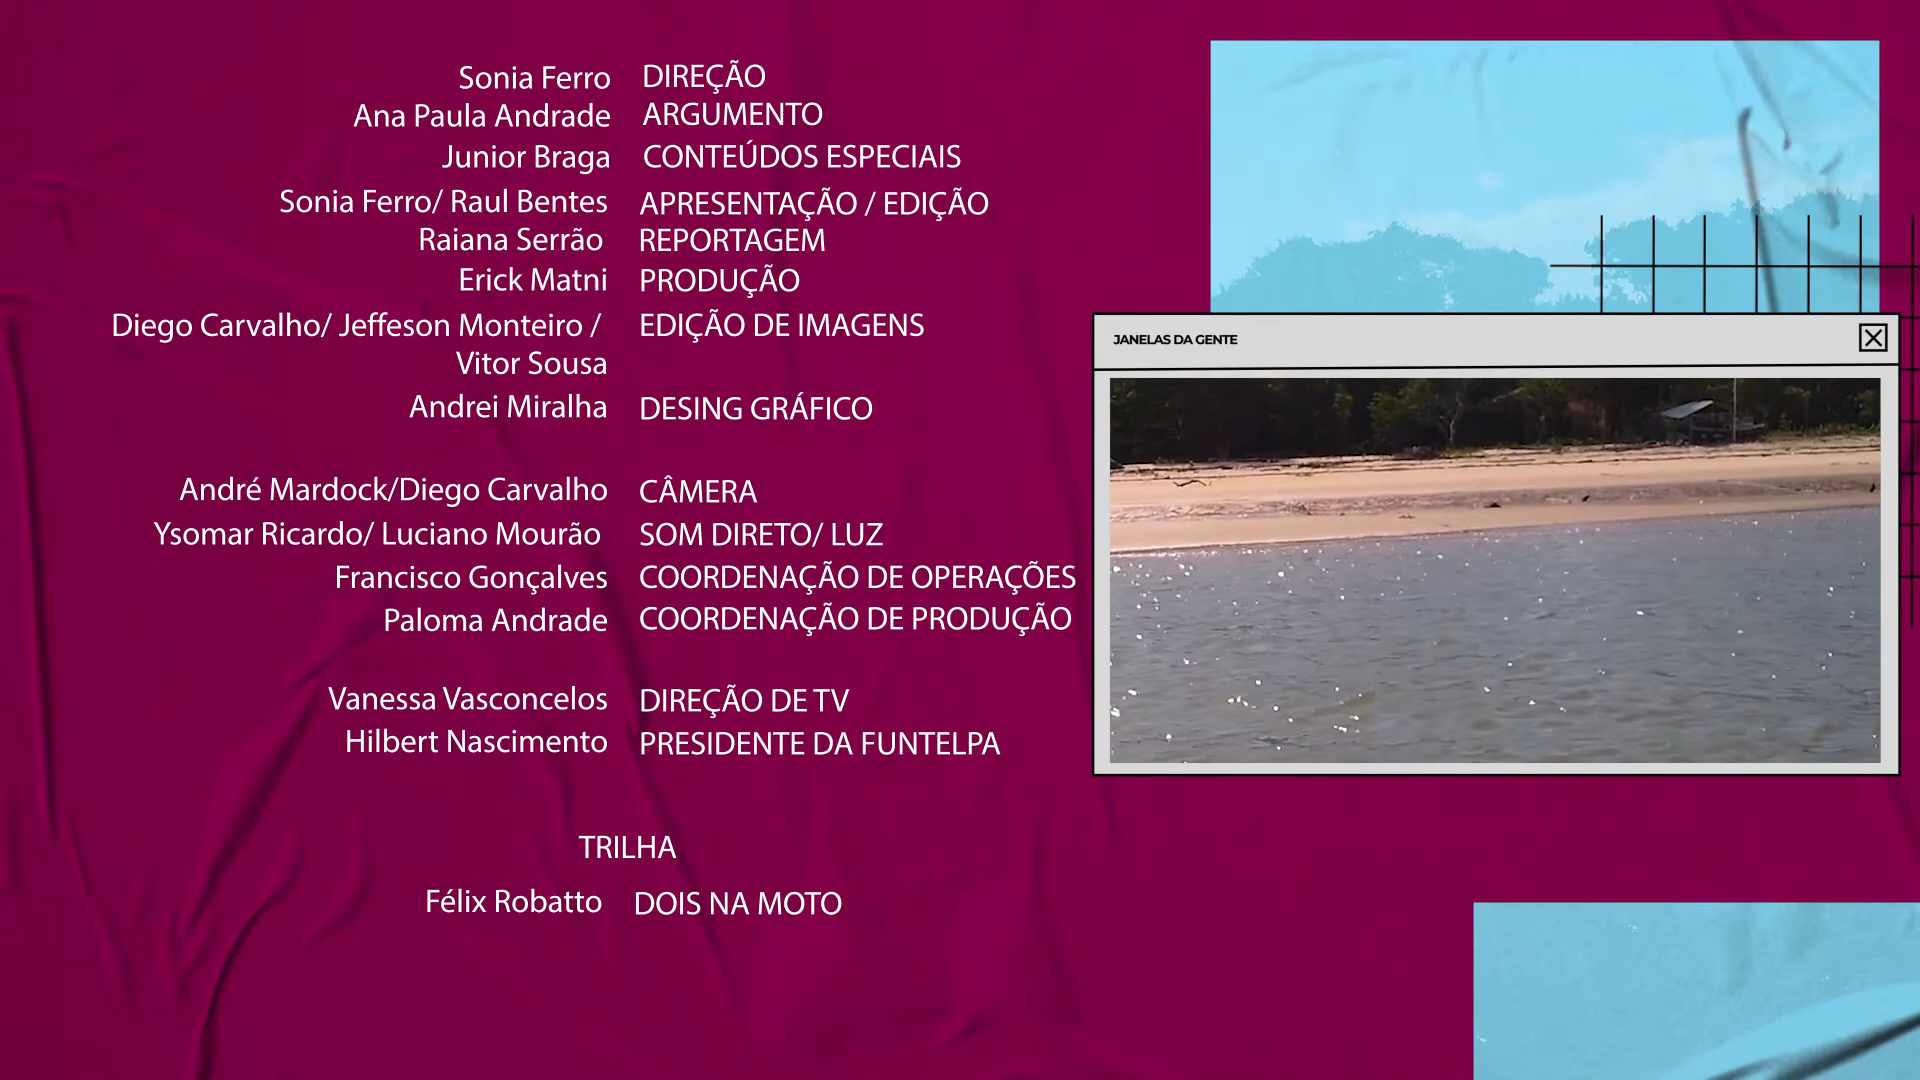 Sonia Ferro DIREÇÃO
Ana Paula Andrade ARGUMENTO
Junior Braga CONTEÚDOS ESPECIAIS
Sonia Ferro/ Raul Bentes APRESENTAÇÃO / EDIÇÃO
Raiana Serrão REPORTAGEM
Erick Matni PRODUÇÃO
Diego Carvalho/ Jeffeson Monteiro / EDIÇÃO DE IMAGENS
Vitor Sousa
Andrei Miralha DESING GRÁFICO
André Mardock/Diego Carvalho CÂMERA
Ysomar Ricardo/ Luciano Mourão SOM DIRETO/ LUZ
Francisco Gonçalves COORDENAÇÃO DE OPERAÇÕES
Paloma Andrade COORDENAÇÃO DE PRODUÇÃO
Vanessa Vasconcelos DIREÇÃO DE TV
Hilbert Nascimento PRESIDENTE DA FUNTELPA
TRILHA
Félix Robatto DOIS NA MOTO
JANELAS DA GENTE